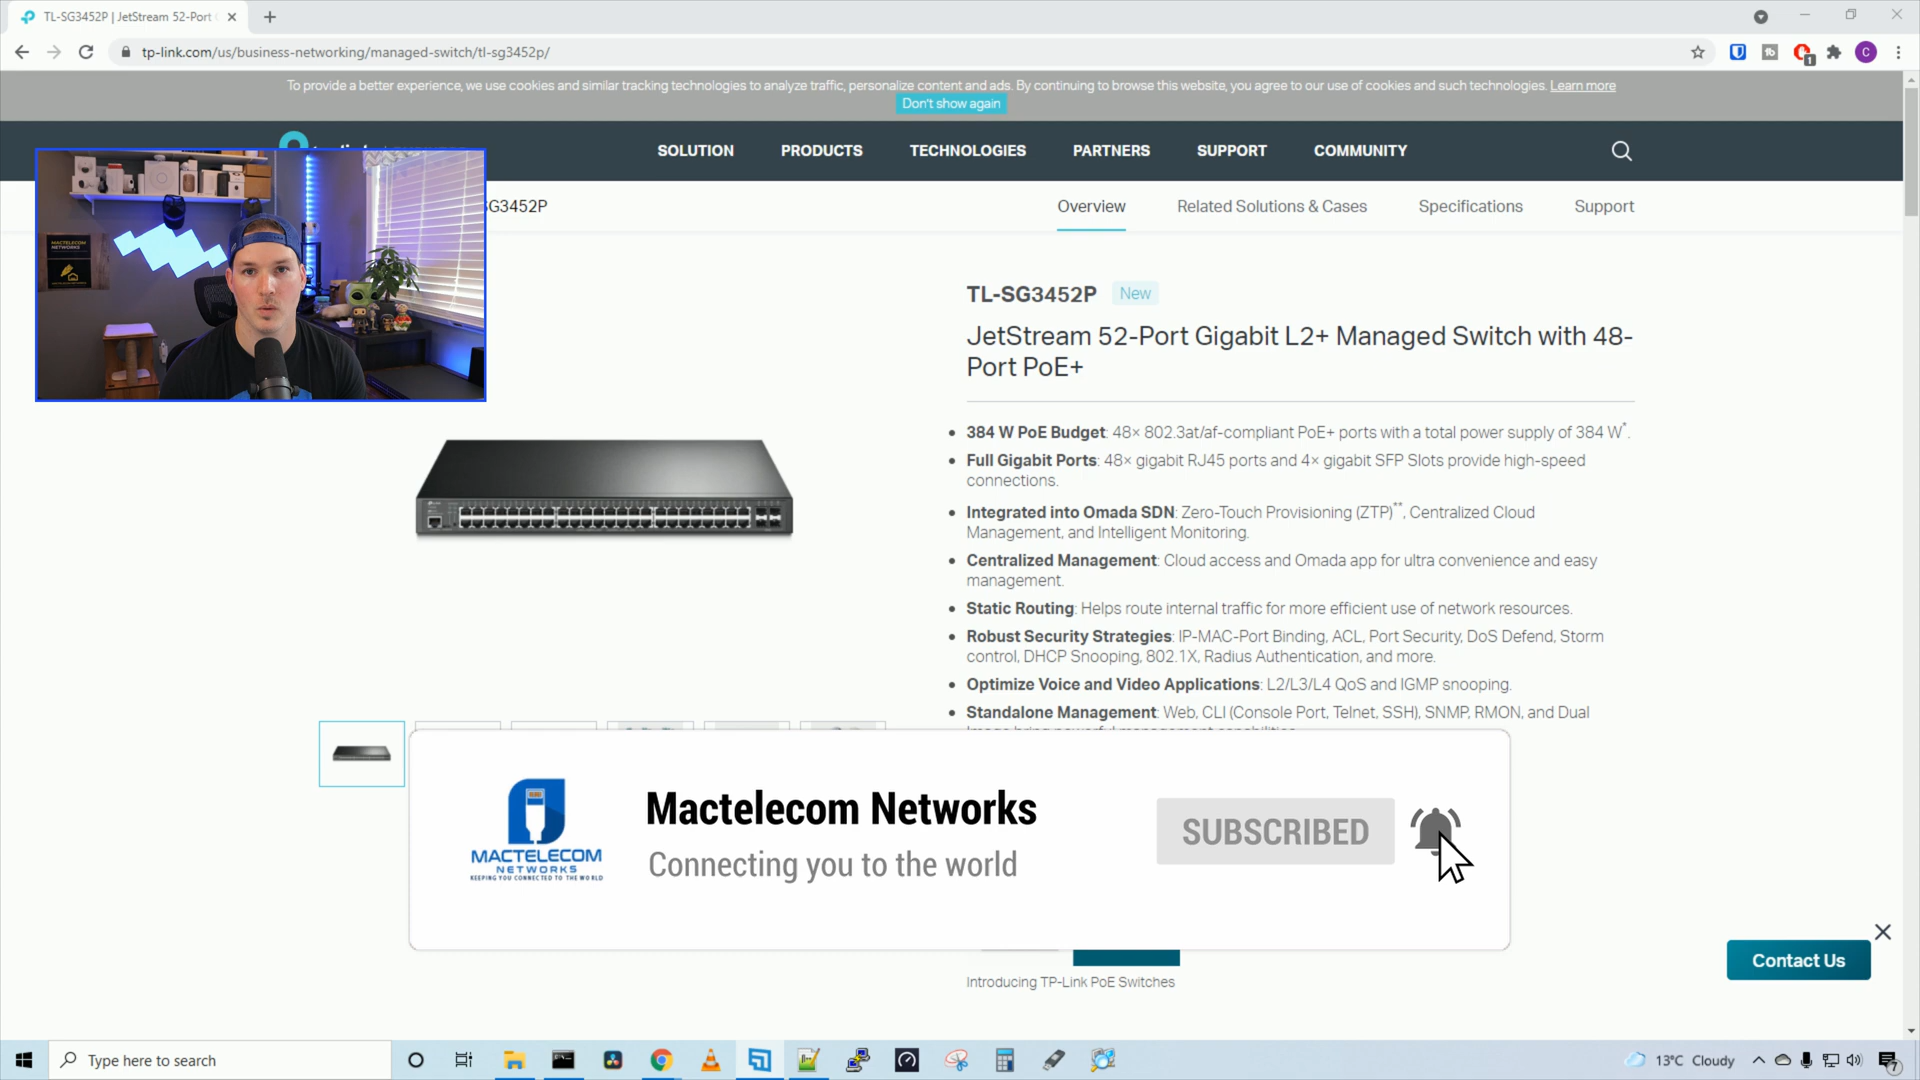 TL-SG3452P | JetStream 52-Port
tp-link.com/us/business-networking/managed-switch/tl-sg3452p/
1
C
To provide a better experience, we use cookies and similar tracking technologies to analyze traffic, personalize content and ads. By continuing to browse this website, you agree to our use of cookies and such technologies. Learn more
Don't show again
SOLUTION PRODUCTS TECHNOLOGIES PARTNERS SUPPORT COMMUNITY
SG3452P
Overview Related Solutions & Cases Specifications Support
MACTELECOM
NETWORKS
TL-SG3452P New
JetStream 52-Port Gigabit L2+ Managed Switch with 48-
Port PoE+
• 384 W PoE Budget: 48× 802.3at/af-compliant PoE+ ports with a total power supply of 384 W*.
• Full Gigabit Ports: 48× gigabit RJ45 ports and 4× gigabit SFP Slots provide high-speed
connections.
• Integrated into Omada SDN: Zero-Touch Provisioning (ZTP)**, Centralized Cloud
Management, and Intelligent Monitoring.
• Centralized Management: Cloud access and Omada app for ultra convenience and easy
management.
• Static Routing: Helps route internal traffic for more efficient use of network resources.
• Robust Security Strategies: IP-MAC-Port Binding, ACL, Port Security, DoS Defend, Storm
control, DHCP Snooping, 802.1X, Radius Authentication, and more.
• Optimize Voice and Video Applications: L2/L3/L4 QoS and IGMP snooping.
• Standalone Management: Web, CLI (Console Port, Telnet, SSH), SNMP, RMON, and Dual
MACTELECOM
NETWORKS
KEEPING YOU CONNECTED TO THE WORLD
Mactelecom Networks
Connecting you to the world
SUBSCRIBED
Contact Us
Introducing TP-Link PoE Switches
Type here to search
13°C Cloudy
7